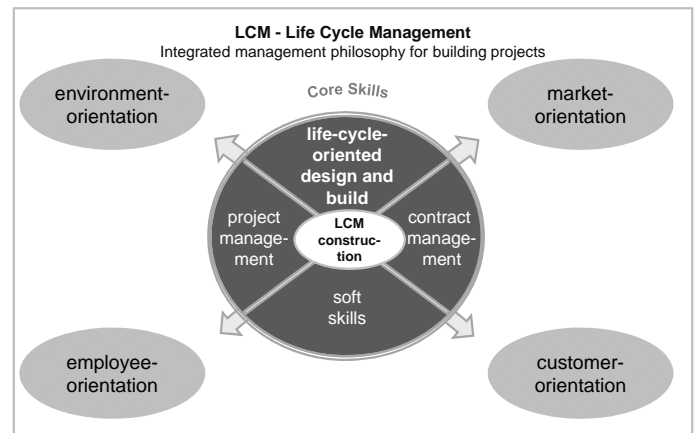 LCM - Life Cycle Management
Integrated management philosophy for building projects
environment-
orientation
market-
orientation
Core Skills
life-cycle-
oriented
design and
build
project
manage-
ment
LCM
construc-
tion
contract
manage-
ment
soft
skills
employee-
orientation
customer-
orientation